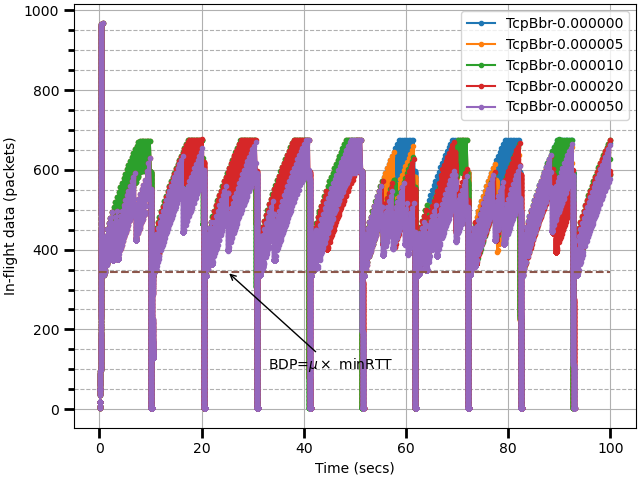 1000
800
600
400
200
0
In-flight data (packets)
TcpBbr-0.000000
TcpBbr-0.000005
TcpBbr-0.000010
TcpBbr-0.000020
TcpBbr-0.000050
BDP=μ× minRTT
0 20 40 60 80 100
Time (secs)